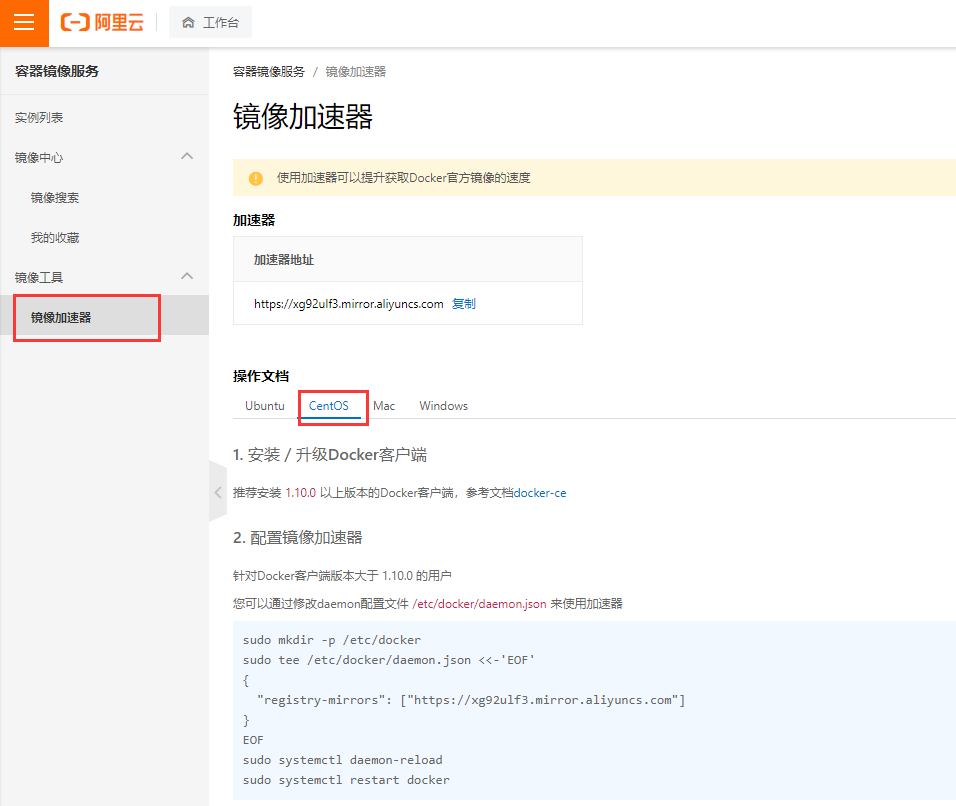 阿里云
工作台
容器镜像服务
实例列表
镜像中心
镜像搜索
我的收藏
镜像工具
镜像加速器
容器镜像服务 / 镜像加速器
镜像加速器
使用加速器可以提升获取Docker官方镜像的速度
加速器
加速器地址
https://xg92ulf3.mirror.aliyuncs.com 复制
操作文档
Ubuntu CentOS Mac Windows
1. 安装 / 升级Docker客户端
推荐安装 1.10.0 以上版本的Docker客户端，参考文档docker-ce
2. 配置镜像加速器
针对Docker客户端版本大于 1.10.0 的用户
您可以通过修改daemon配置文件 /etc/docker/daemon.json 来使用加速器
sudo mkdir -p /etc/docker
sudo tee /etc/docker/daemon.json <<-'EOF'
{
  "registry-mirrors": ["https://xg92ulf3.mirror.aliyuncs.com"]
}
EOF
sudo systemctl daemon-reload
sudo systemctl restart docker